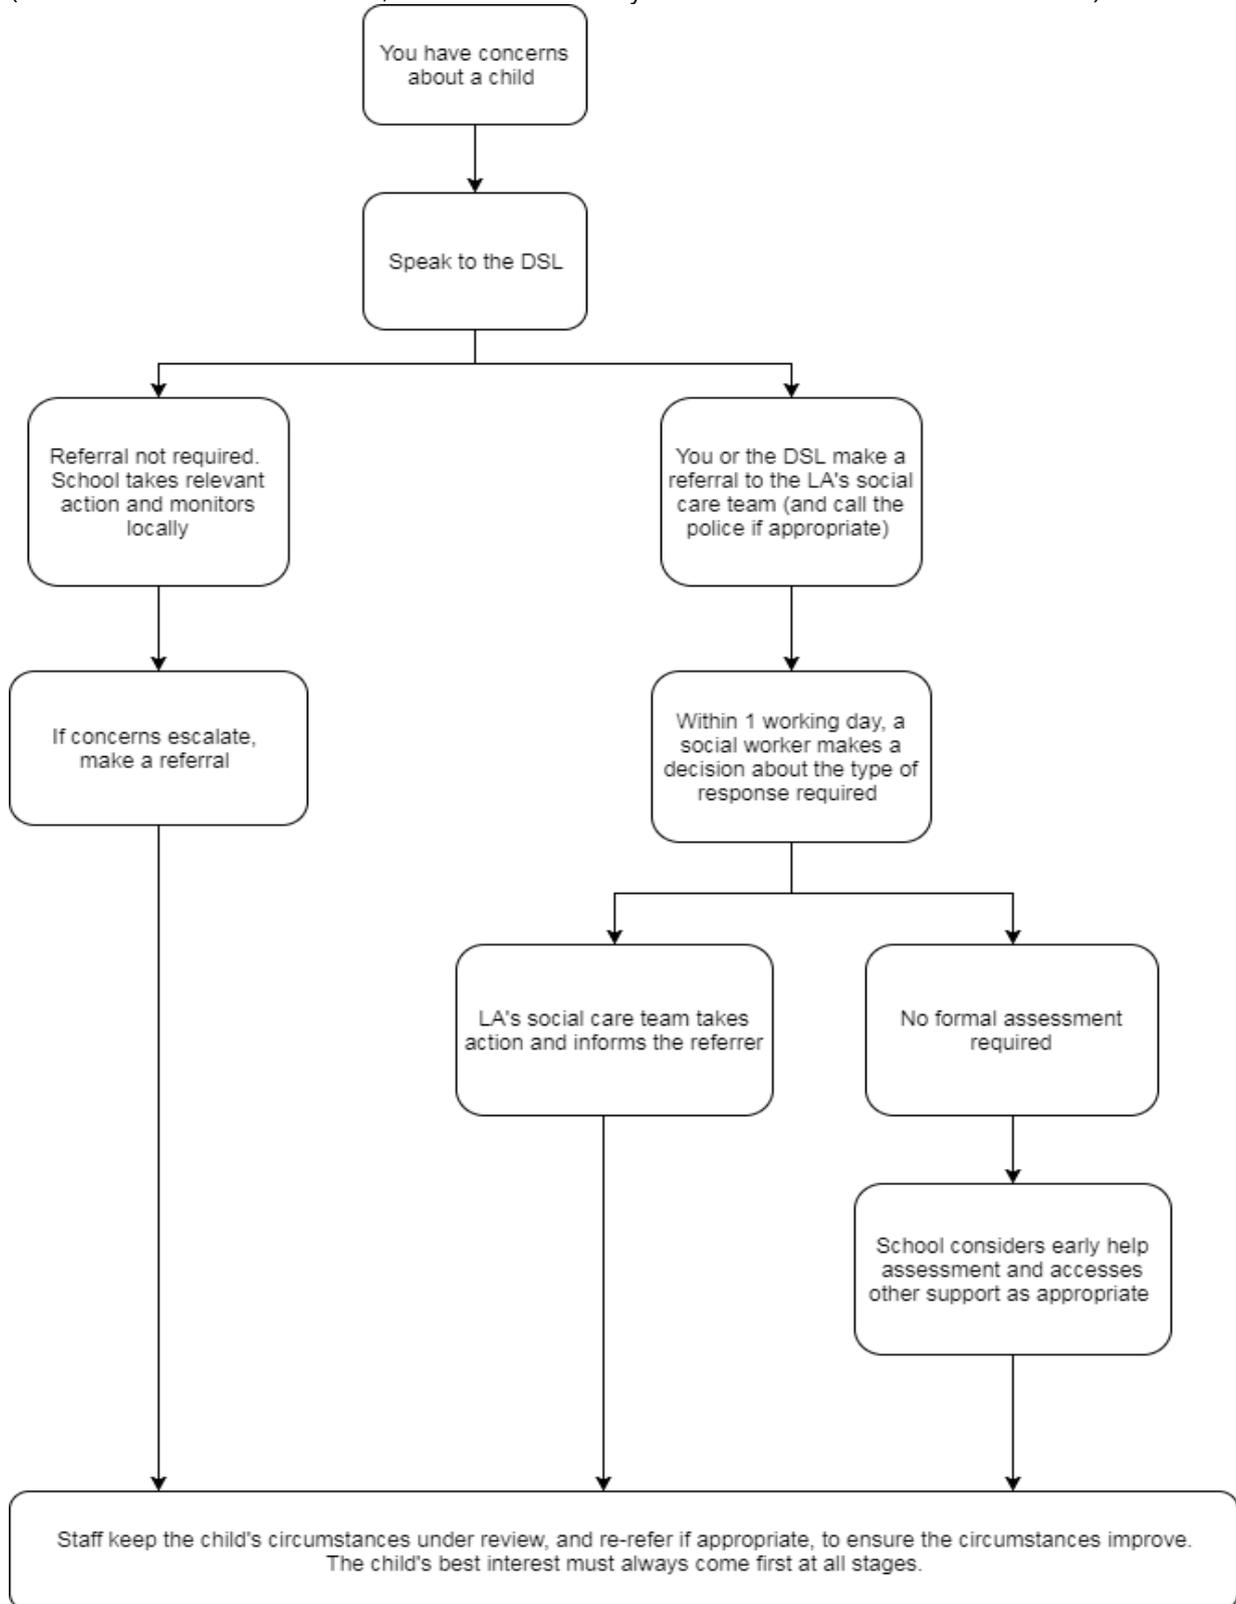 You have concerns
about a child
Speak to the DSL
Referral not required.
School takes relevant
action and monitors
locally
You or the DSL make a
referral to the LA's social
care team (and call the
police if appropriate)
If concerns escalate,
make a referral
Within 1 working day, a
social worker makes a
decision about the type of
response required
LA's social care team takes
action and informs the referrer
No formal assessment
required
School considers early help
assessment and accesses
other support as appropriate
Staff keep the child's circumstances under review, and re-refer if appropriate, to ensure the circumstances improve.
The child's best interest must always come first at all stages.